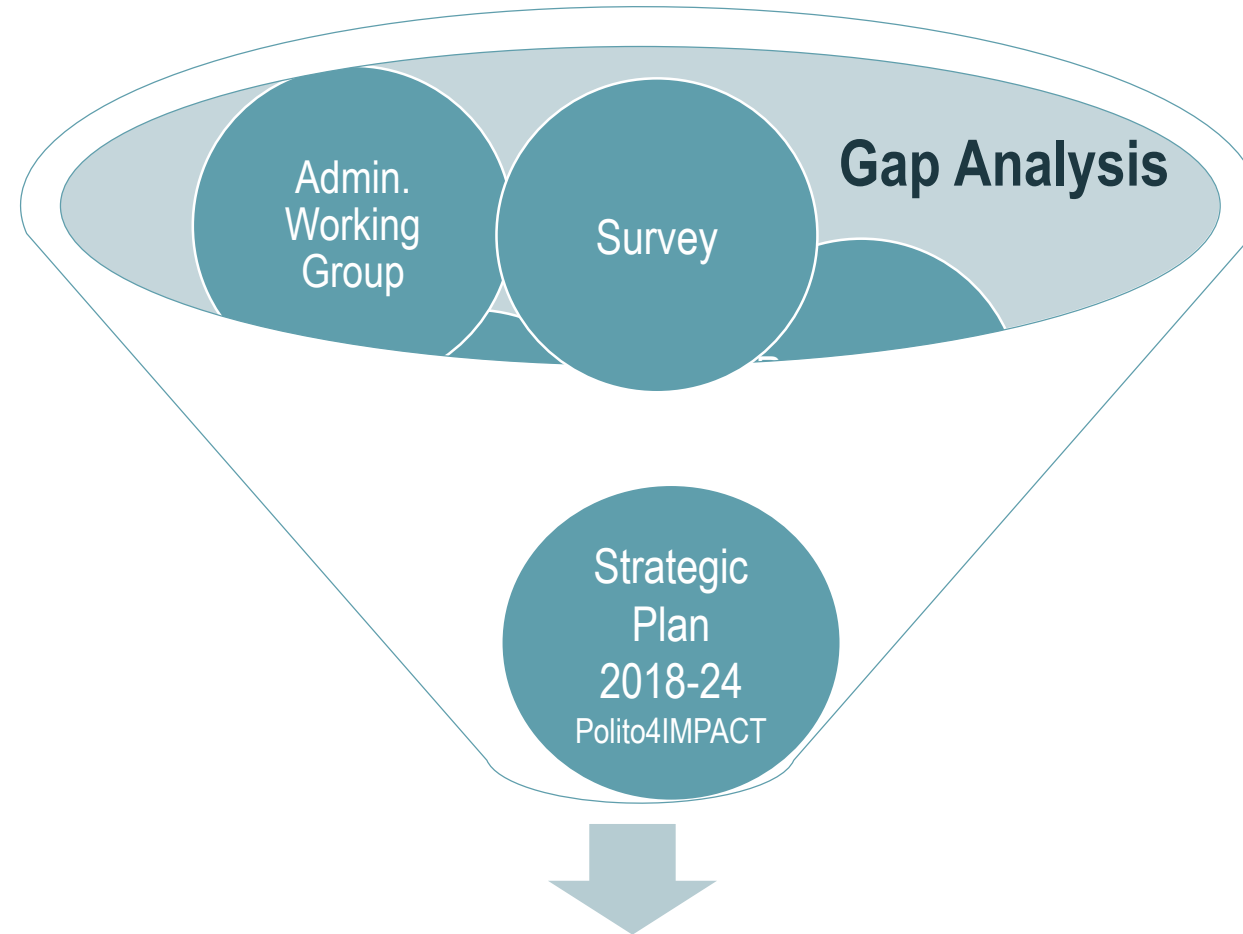 Admin.
Working
Group
Survey
Gap Analysis
Strategic
Plan
2018-24
Polito4IMPACT